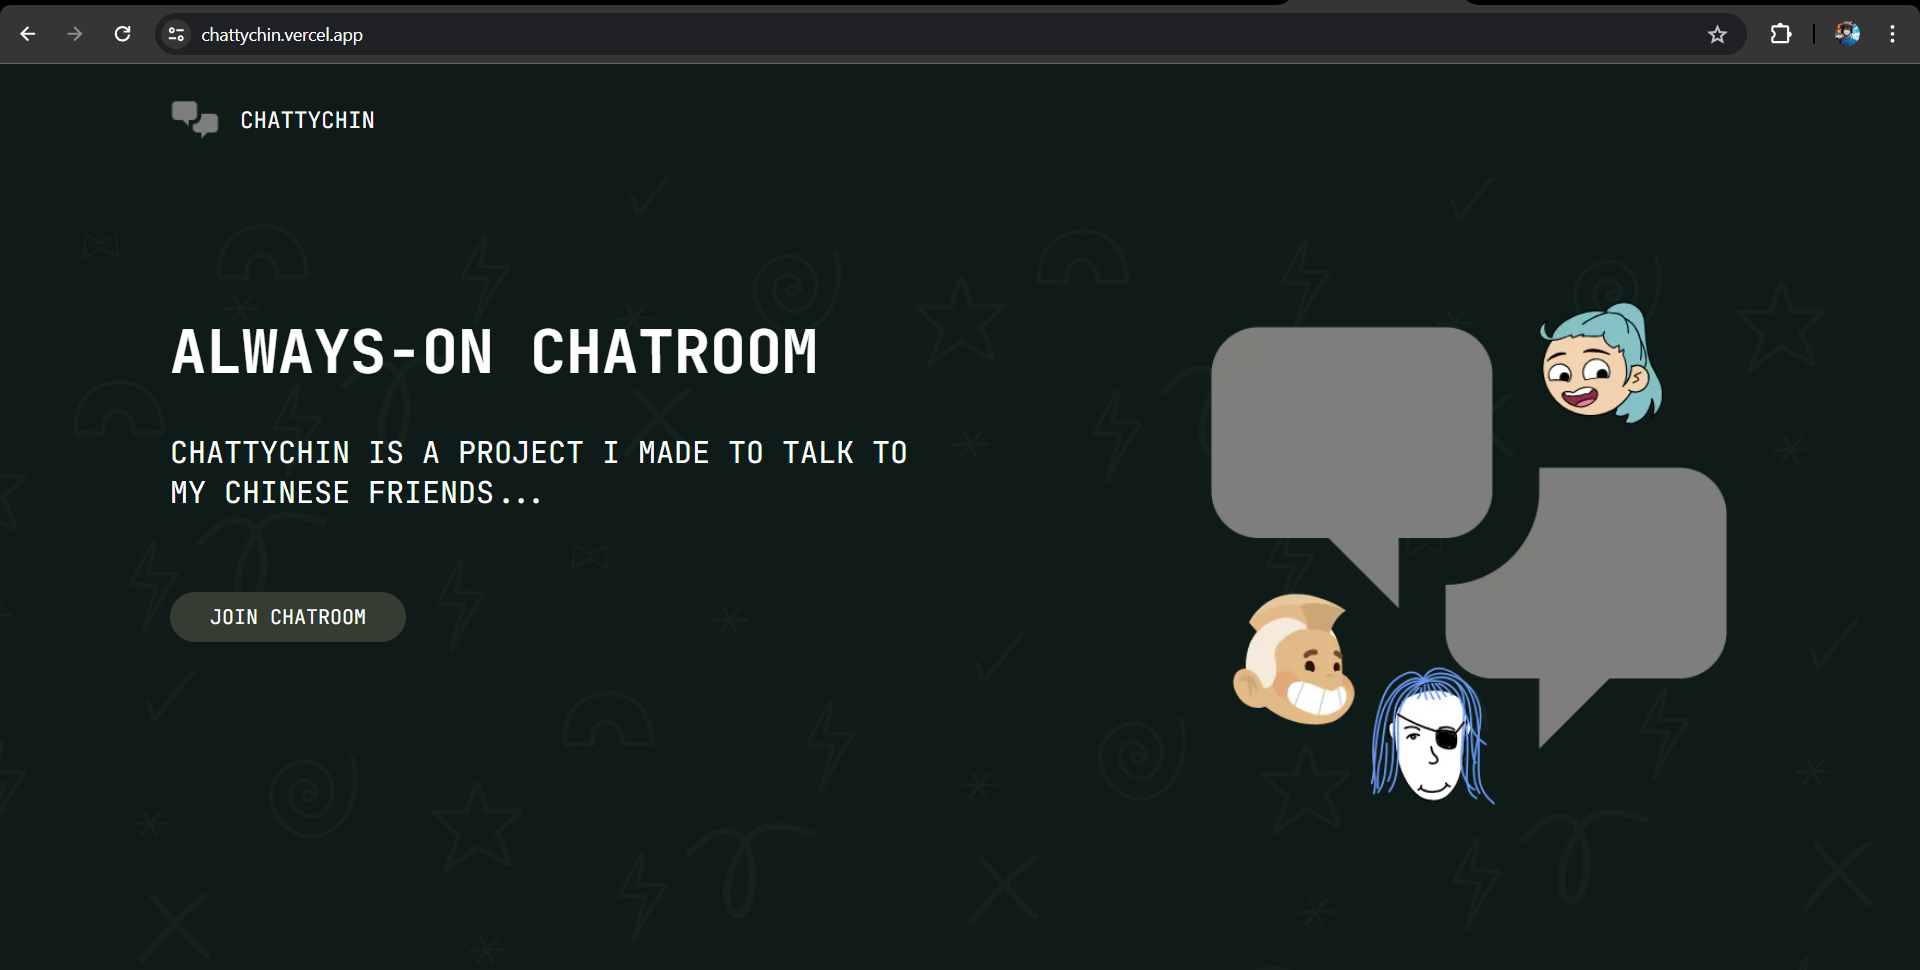 chattychin.vercel.app
CHATTYCHIN
ALWAYS-ON CHATROOM
CHATTYCHIN IS A PROJECT I MADE TO TALK TO
MY CHINESE FRIENDS...
JOIN CHATROOM